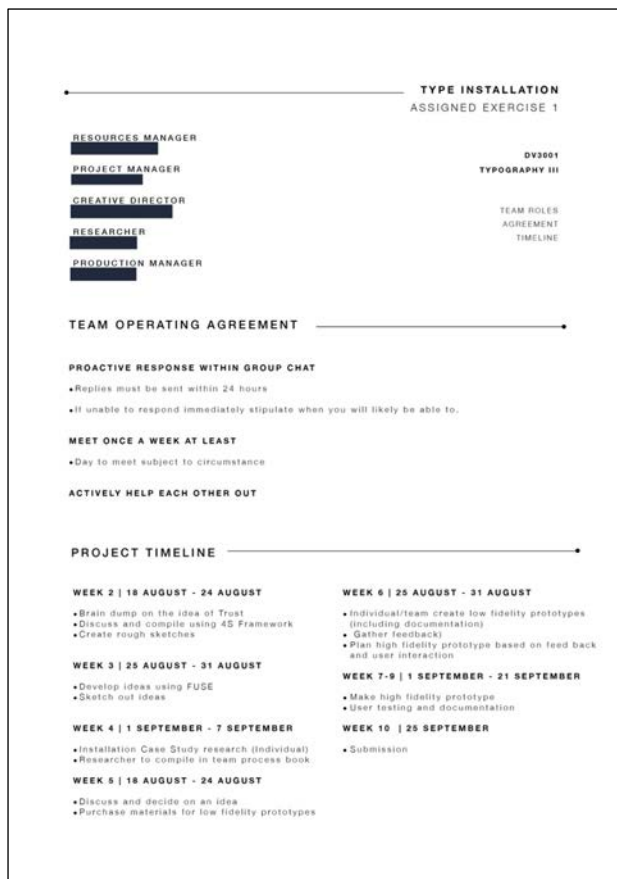 TYPE INSTALLATION
ASSIGNED EXERCISE 1
RESOURCES MANAGER
PROJECT MANAGER
CREATIVE DIRECTOR
RESEARCHER
PRODUCTION MANAGER
DV3001
TYPOGRAPHY III
TEAM ROLES
AGREEMENT
TIMELINE
TEAM OPERATING AGREEMENT
PROACTIVE RESPONSE WITHIN GROUP CHAT
•Replies must be sent within 24 hours
•If unable to respond immediately stipulate when you will likely be able to.
MEET ONCE A WEEK AT LEAST
•Day to meet subject to circumstance
ACTIVELY HELP EACH OTHER OUT
PROJECT TIMELINE
WEEK 2 | 18 AUGUST - 24 AUGUST
•Brain dump on the idea of Trust
•Discuss and compile using 4S Framework
•Create rough sketches
WEEK 3 | 25 AUGUST - 31 AUGUST
•Develop ideas using FUSE
•Sketch out ideas
WEEK 4 | 1 SEPTEMBER - 7 SEPTEMBER
•Installation Case Study research (Individual)
•Researcher to compile in team process book
WEEK 5 | 18 AUGUST - 24 AUGUST
•Discuss and decide on an idea
•Purchase materials for low fidelity prototypes
WEEK 6 | 25 AUGUST - 31 AUGUST
•Individual/team create low fidelity prototypes
(including documentation)
• Gather feedback)
•Plan high fidelity prototype based on feed back
and user interaction
WEEK 7-9 | 1 SEPTEMBER - 21 SEPTEMBER
•Make high fidelity prototype
•User testing and documentation
WEEK 10 | 25 SEPTEMBER
•Submission